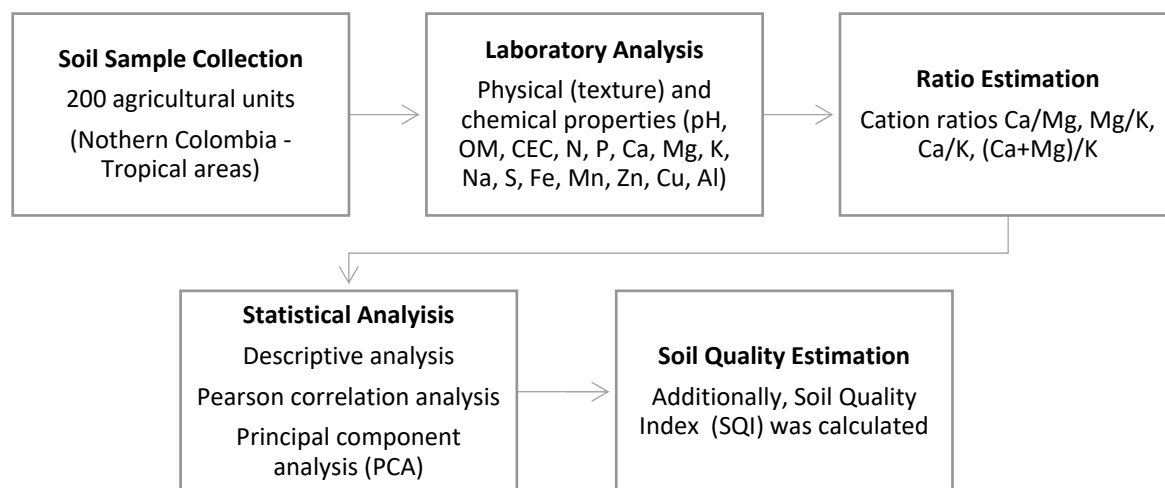 Soil Sample Collection
200 agricultural units
(Nothern Colombia -
Tropical areas)
Laboratory Analysis
Physical (texture) and
chemical properties (pH,
OM, CEC, N, P, Ca, Mg, K,
Na, S, Fe, Mn, Zn, Cu, Al)
Ratio Estimation
Cation ratios Ca/Mg, Mg/K,
Ca/K, (Ca+Mg)/K
Statistical Analyisis
Descriptive analysis
Pearson correlation analysis
Principal component
analysis (PCA)
Soil Quality Estimation
Additionally, Soil Quality
Index (SQI) was calculated